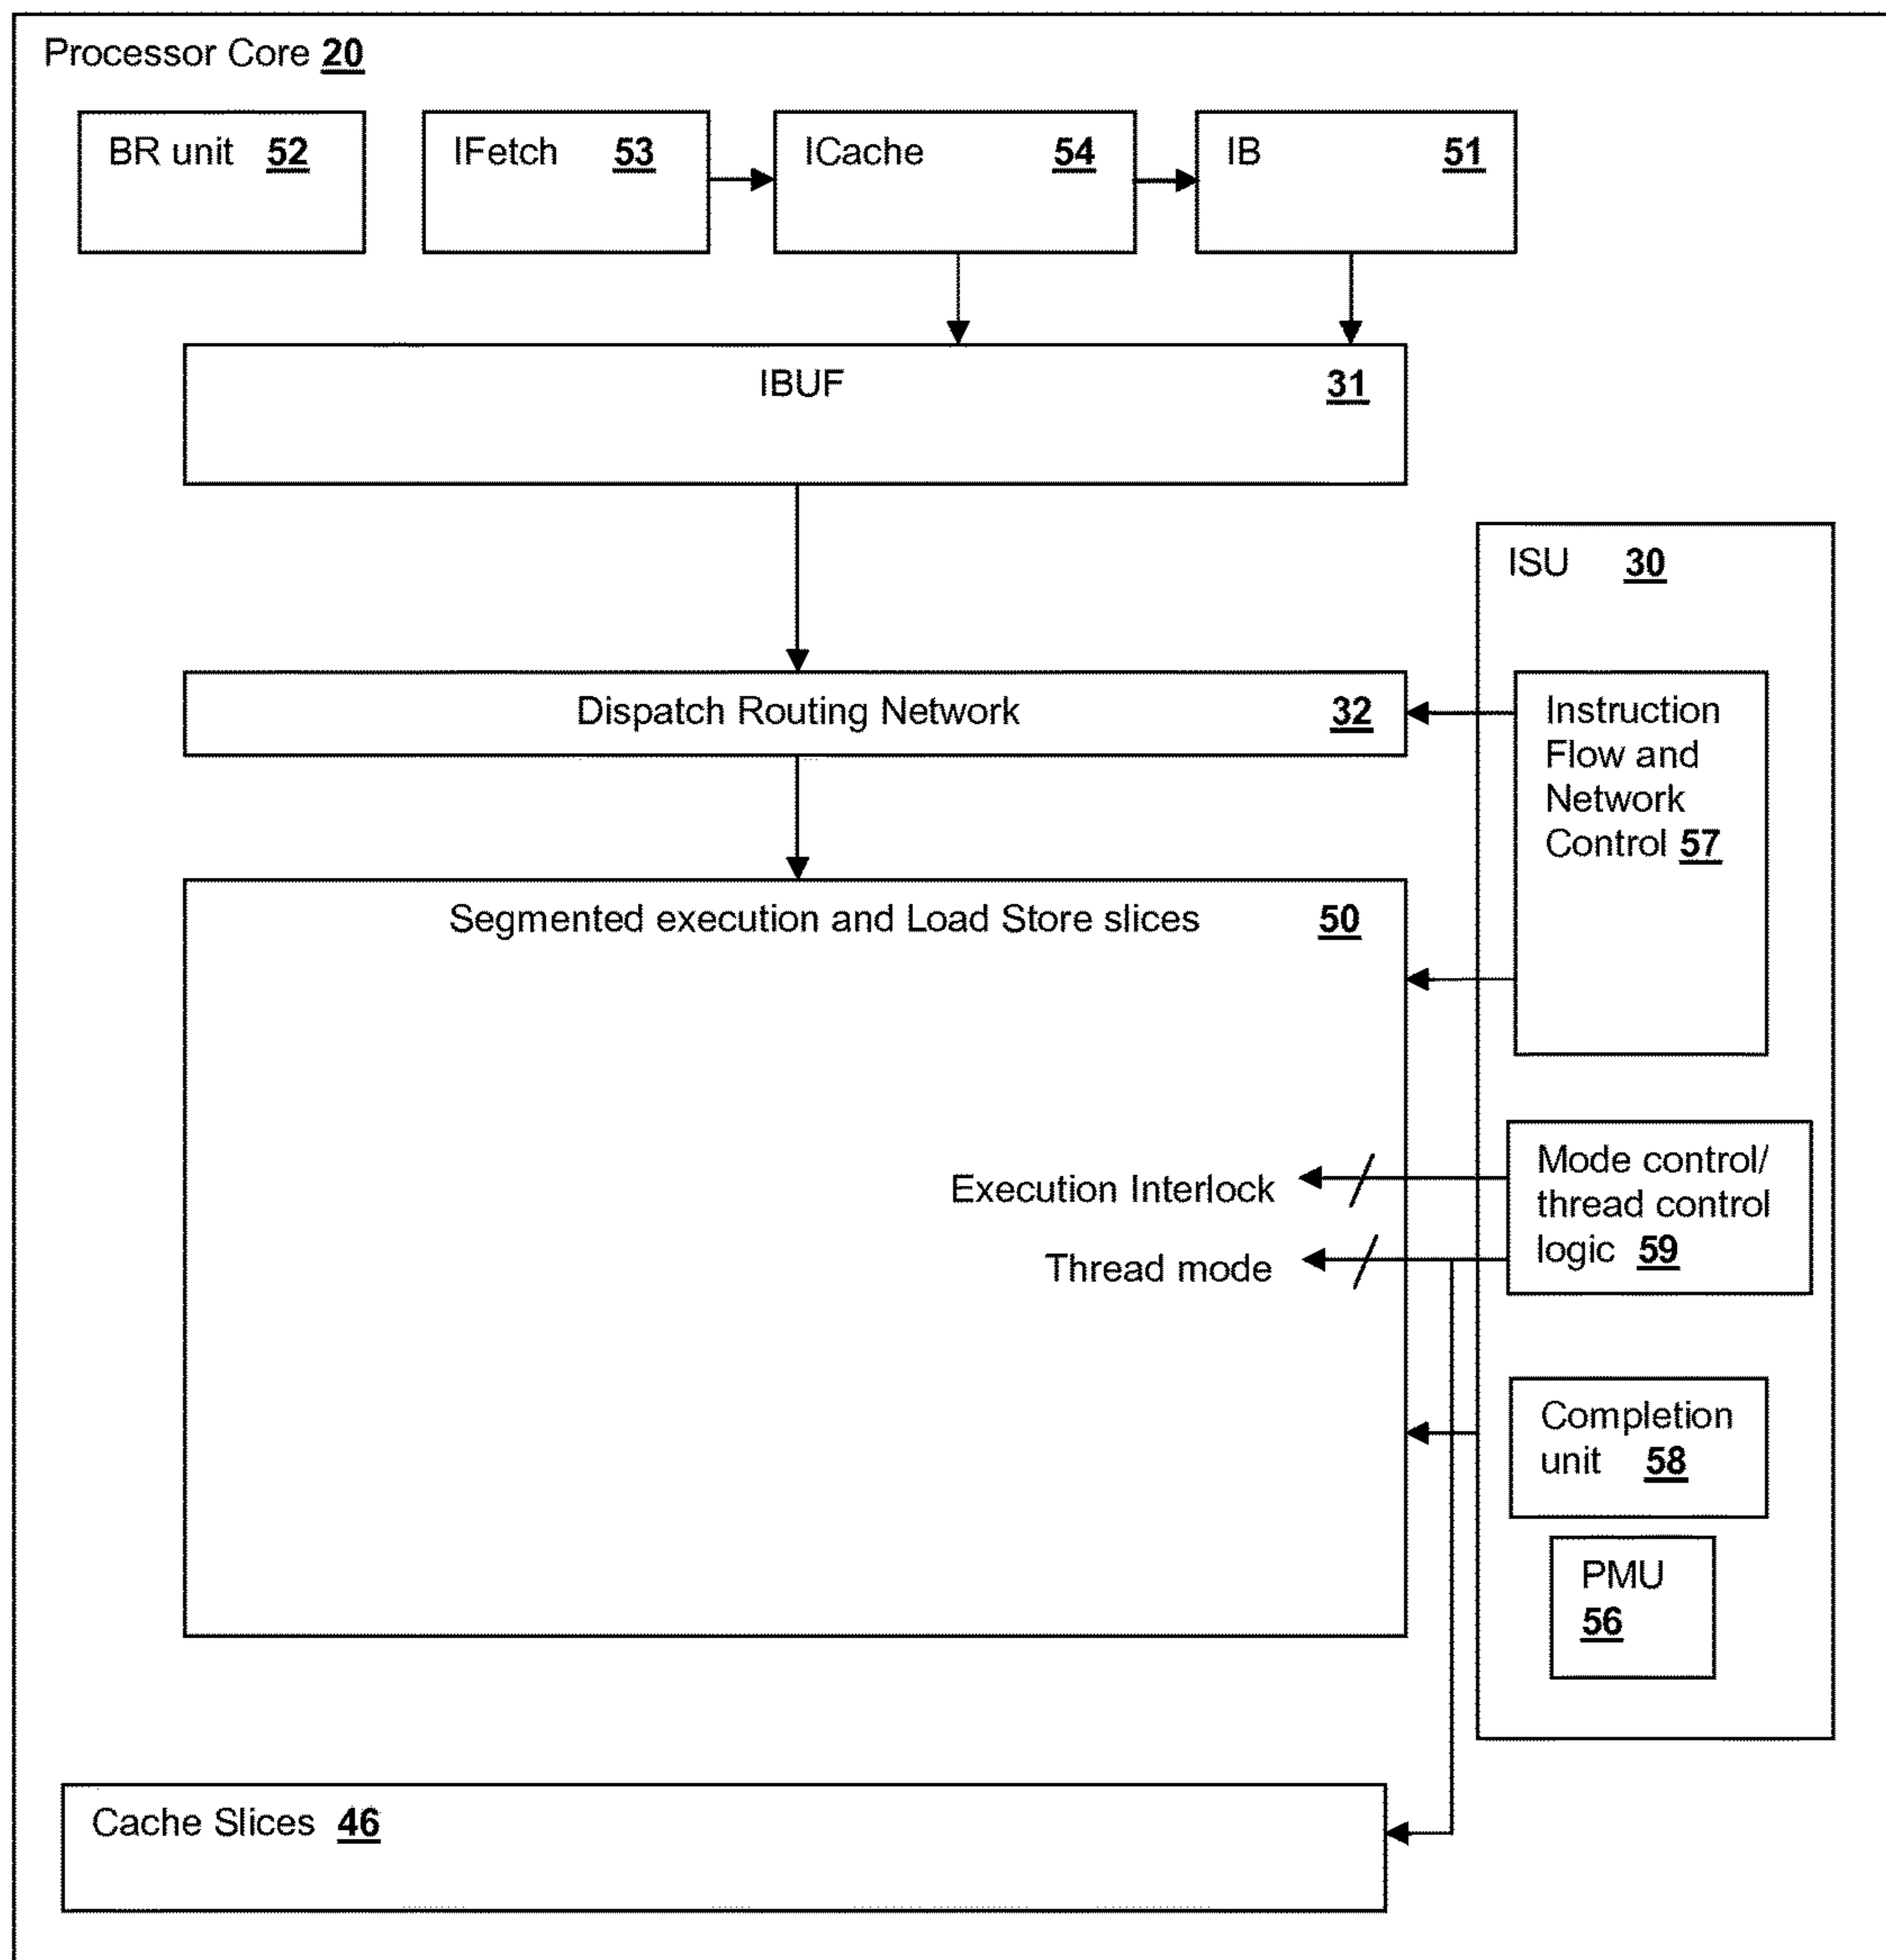 Processor Core 20
BR unit 52
IFetch 53
ICache 54
IB 51
IBUF 31
ISU 30
Dispatch Routing Network 32
Instruction
Flow and
Network
Control 57
Segmented execution and Load Store slices 50
Execution Interlock
Thread mode
Mode control/
thread control
logic 59
Completion
unit 58
PMU
56
Cache Slices 46